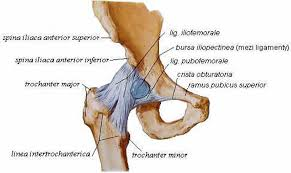 spina iliaca anterior superior
spina iliaca anterior inferior
trochanter major
linea intertrochanterica
lig. iliofemorale
bursa iliopectinea (mezi ligamenty)
lig. pubofemorale
crista obturatoria
ramus pubicus superior
trochanter minor